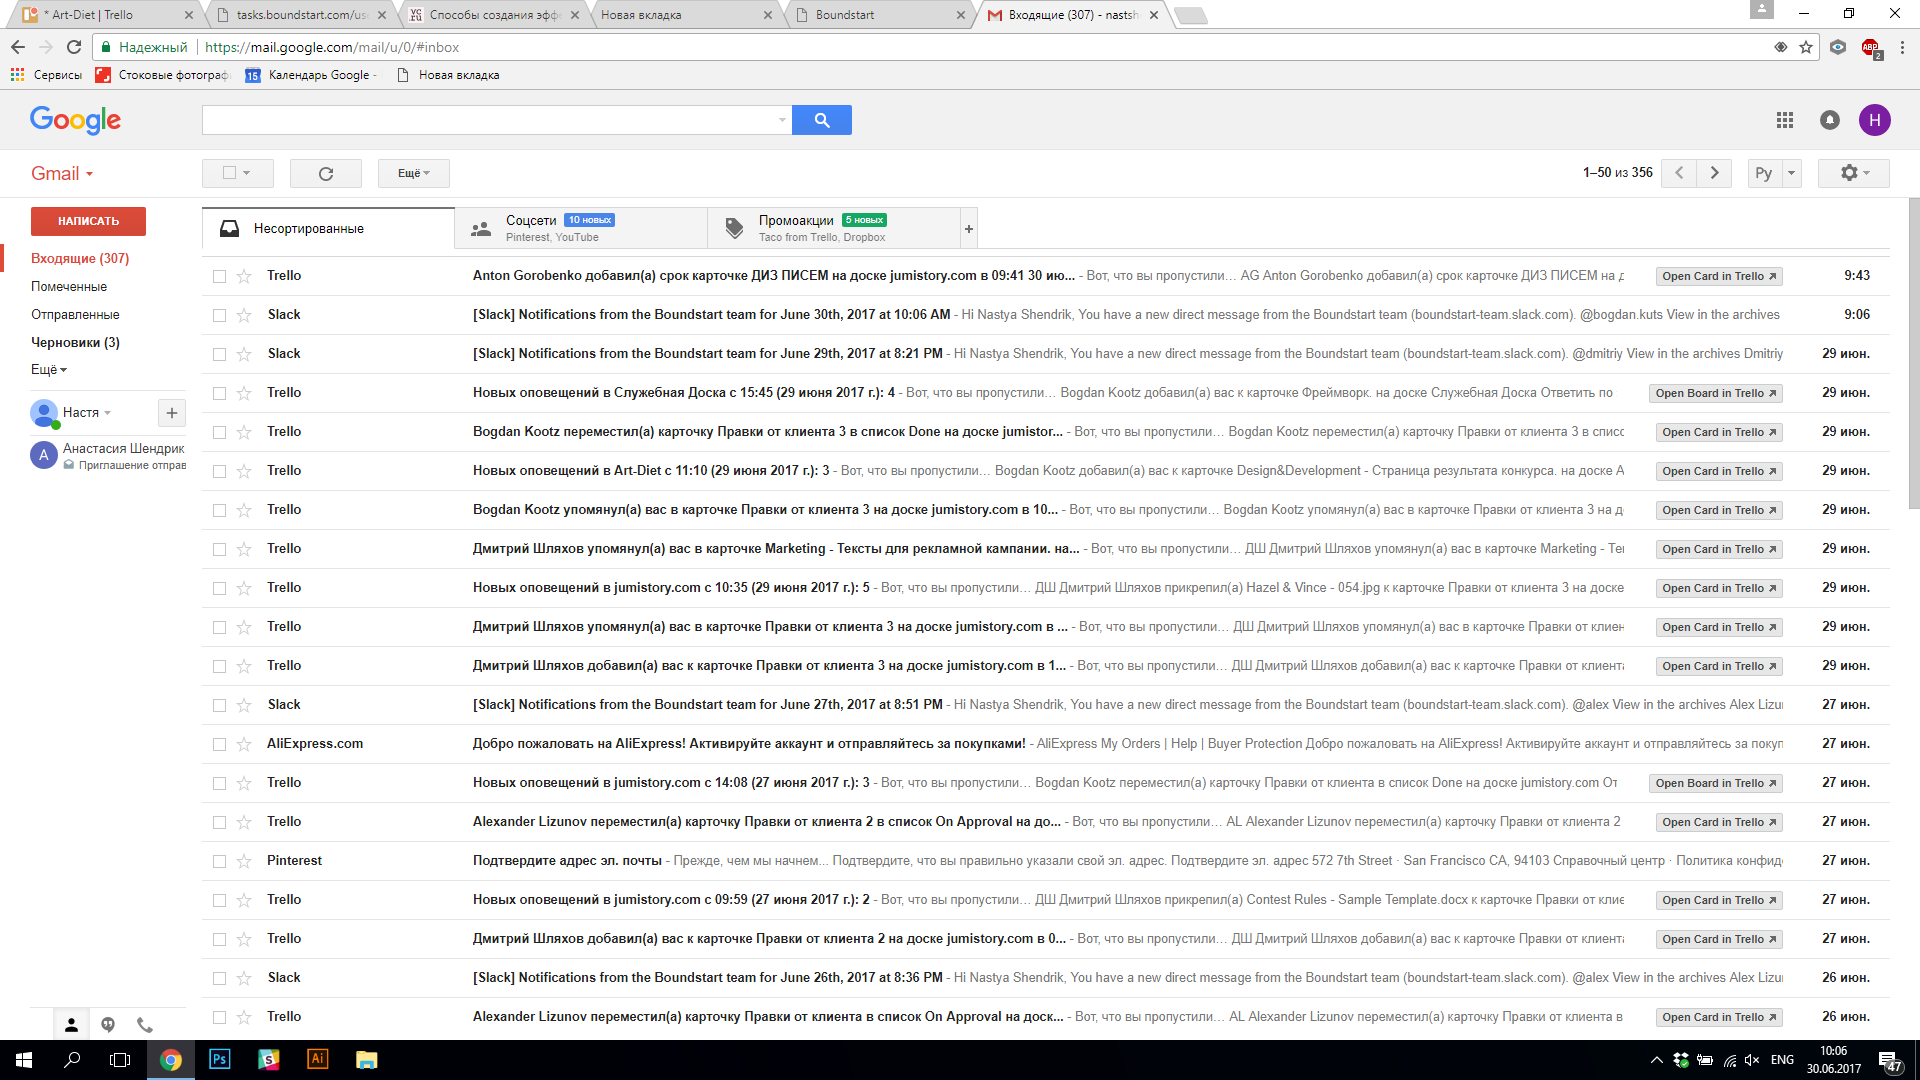 * Art-Diet | Trello
tasks.boundstart.com/use
Способы создания эффе
Новая вкладка
Boundstart
Входящие (307) - nastsh
Надежный
https://mail.google.com/mail/u/0/#inbox
Сервисы
Стоковые фотограф
Календарь Google -
Новая вкладка
Google
H
Gmail
Ещё
1–50 из 356
Ру
НАПИСАТЬ
Входящие (307)
Помеченные
Отправленные
Черновики (3)
Ещё
Настя
Анастасия Шендрик
Приглашение отправ
Несортированные
Соцсети 10 новых
Pinterest, YouTube
Промоакции 5 новых
Taco from Trello, Dropbox
+
Trello Anton Gorobenko добавил(а) срок карточке ДИЗ ПИСЕМ на доске jumistory.com в 09:41 30 ию... - Вот, что вы пропустили… AG Anton Gorobenko добавил(а) срок карточке ДИЗ ПИСЕМ на д Open Card in Trello 9:43
Slack [Slack] Notifications from the Boundstart team for June 30th, 2017 at 10:06 AM - Hi Nastya Shendrik, You have a new direct message from the Boundstart team (boundstart-team.slack.com). @bogdan.kuts View in the archives 9:06
Slack [Slack] Notifications from the Boundstart team for June 29th, 2017 at 8:21 PM - Hi Nastya Shendrik, You have a new direct message from the Boundstart team (boundstart-team.slack.com). @dmitriy View in the archives Dmitriy 29 июн.
Trello Новых оповещений в Служебная Доска с 15:45 (29 июня 2017 г.): 4 - Вот, что вы пропустили… Bogdan Kootz добавил(а) вас к карточке Фреймворк. на доске Служебная Доска Ответить по Open Board in Trello 29 июн.
Trello Bogdan Kootz переместил(а) карточку Правки от клиента 3 в список Done на доске jumistor... - Вот, что вы пропустили… Bogdan Kootz переместил(а) карточку Правки от клиента 3 в списс Open Card in Trello 29 июн.
Trello Новых оповещений в Art-Diet с 11:10 (29 июня 2017 г.): 3 - Вот, что вы пропустили… Bogdan Kootz добавил(а) вас к карточке Design&Development - Страница результата конкурса. на доске A Open Card in Trello 29 июн.
Trello Bogdan Kootz упомянул(а) вас в карточке Правки от клиента 3 на доске jumistory.com в 10... - Вот, что вы пропустили… Bogdan Kootz упомянул(а) вас в карточке Правки от клиента 3 на д Open Card in Trello 29 июн.
Trello Дмитрий Шляхов упомянул(а) вас в карточке Marketing - Тексты для рекламной кампании. на... - Вот, что вы пропустили… ДШ Дмитрий Шляхов упомянул(а) вас в карточке Marketing - Те Open Card in Trello 29 июн.
Trello Новых оповещений в jumistory.com с 10:35 (29 июня 2017 г.): 5 - Вот, что вы пропустили… ДШ Дмитрий Шляхов прикрепил(а) Hazel & Vince - 054.jpg к карточке Правки от клиента 3 на доске Open Card in Trello 29 июн.
Trello Дмитрий Шляхов упомянул(а) вас в карточке Правки от клиента 3 на доске jumistory.com в ... - Вот, что вы пропустили… ДШ Дмитрий Шляхов упомянул(а) вас в карточке Правки от клиен Open Card in Trello 29 июн.
Trello Дмитрий Шляхов добавил(а) вас к карточке Правки от клиента 3 на доске jumistory.com в 1... - Вот, что вы пропустили… ДШ Дмитрий Шляхов добавил(а) вас к карточке Правки от клиента Open Card in Trello 29 июн.
Slack [Slack] Notifications from the Boundstart team for June 27th, 2017 at 8:51 PM - Hi Nastya Shendrik, You have a new direct message from the Boundstart team (boundstart-team.slack.com). @alex View in the archives Alex Lizu 27 июн.
AliExpress.com Добро пожаловать на AliExpress! Активируйте аккаунт и отправляйтесь за покупками! - AliExpress My Orders | Help | Buyer Protection Добро пожаловать на AliExpress! Активируйте аккаунт и отправляйтесь за покуп 27 июн.
Trello Новых оповещений в jumistory.com с 14:08 (27 июня 2017 г.): 3 - Вот, что вы пропустили… Bogdan Kootz переместил(а) карточку Правки от клиента в список Done на доске jumistory.com От Open Board in Trello 27 июн.
Trello Alexander Lizunov переместил(а) карточку Правки от клиента 2 в список On Approval на до... - Вот, что вы пропустили… AL Alexander Lizunov переместил(а) карточку Правки от клиента 2 Open Card in Trello 27 июн.
Pinterest Подтвердите адрес эл. почты - Прежде, чем мы начнем... Подтвердите, что вы правильно указали свой эл. адрес. Подтвердите эл. адрес 572 7th Street · San Francisco CA, 94103 Справочный центр · Политика конфид 27 июн.
Trello Новых оповещений в jumistory.com с 09:59 (27 июня 2017 г.): 2 - Вот, что вы пропустили… ДШ Дмитрий Шляхов прикрепил(а) Contest Rules - Sample Template.docx к карточке Правки от клие Open Card in Trello 27 июн.
Trello Дмитрий Шляхов добавил(а) вас к карточке Правки от клиента 2 на доске jumistory.com в 0... - Вот, что вы пропустили… ДШ Дмитрий Шляхов добавил(а) вас к карточке Правки от клиента Open Card in Trello 27 июн.
Slack [Slack] Notifications from the Boundstart team for June 26th, 2017 at 8:36 PM - Hi Nastya Shendrik, You have a new direct message from the Boundstart team (boundstart-team.slack.com). @alex View in the archives Alex Lizu 26 июн.
Trello Alexander Lizunov переместил(а) карточку Правки от клиента в список On Approval на доск... - Вот, что вы пропустили… AL Alexander Lizunov переместил(а) карточку Правки от клиента в Open Card in Trello 26 июн.
Ps
Ai
ENG
10:06
30.06.2017
47